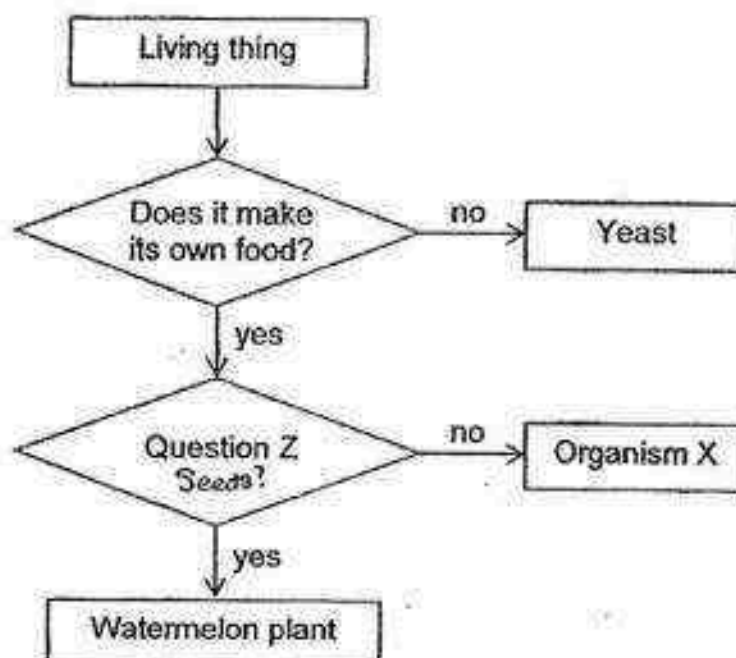 Living thing
Does it make
its own food?
no
Yeast
yes
Question Z
Seeds?
no
Organism X
yes
Watermelon plant